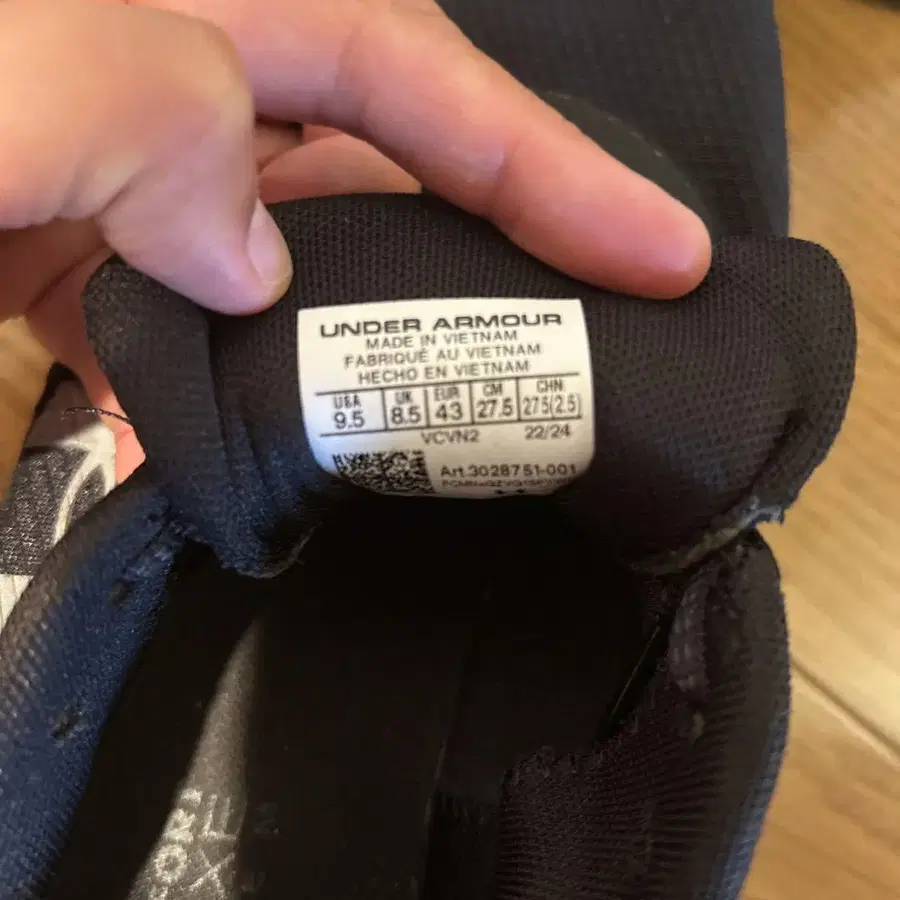 UNDER ARMOUR
MADE IN VIETNAM
FABRIQUÉ AU VIETNAM
HECHO EN VIETNAM
USA UK EUR CM CHN
9.5 8.5 43 27.5 275(2.5)
VCVN2 22/24
Art.3028751-001